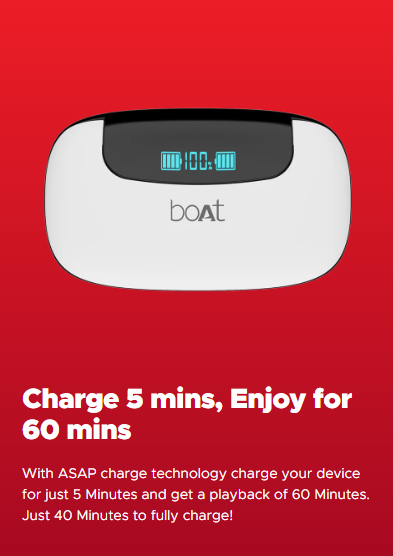 100%
boAt
Charge 5 mins, Enjoy for
60 mins
With ASAP charge technology charge your device
for just 5 Minutes and get a playback of 60 Minutes.
Just 40 Minutes to fully charge!